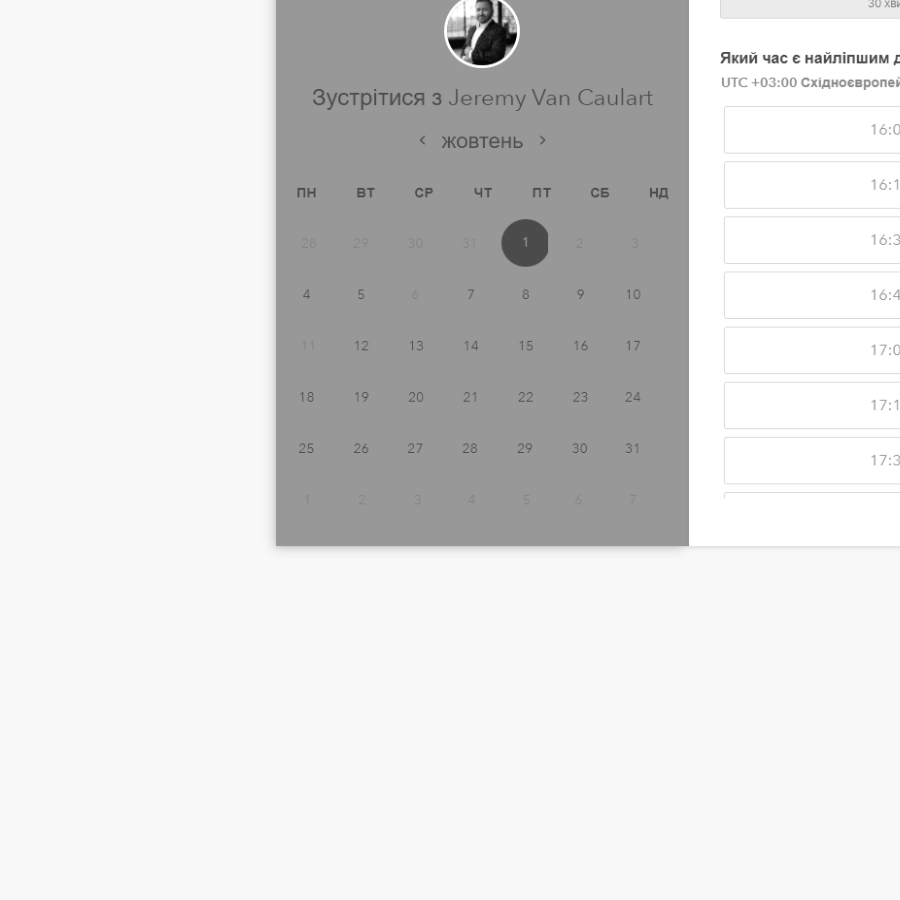 30 хви
Зустрітися з Jeremy Van Caulart
жовтень
ПН ВТ СР ЧТ ПТ СБ НД
28 29 30 31 1 2 3
4 5 6 7 8 9 10
11 12 13 14 15 16 17
18 19 20 21 22 23 24
25 26 27 28 29 30 31
1 2 3 4 5 6 7
Який час є найліпшим д
UTC +03:00 Східноєвропей
16:0
16:1
16:3
16:4
17:0
17:1
17:3